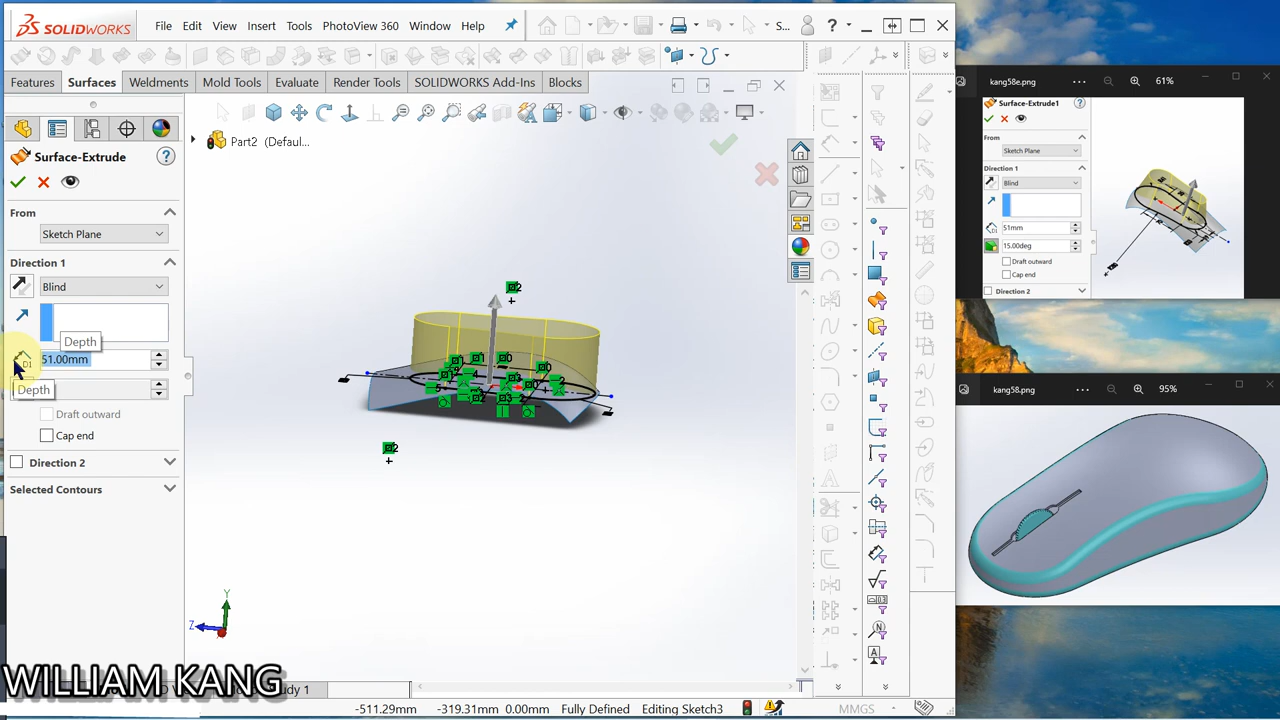 SOLIDWORKS File Edit View Insert Tools PhotoView 360 Window Help S... ?
Features Surfaces Weldments Mold Tools Evaluate Render Tools SOLIDWORKS Add-Ins Blocks
Part2 (Defau...
Surface-Extrude ?
From
Sketch Plane
Direction 1
Blind
Depth
51.00mm
Depth
Draft outward
Cap end
Direction 2
Selected Contours
Y
Z
WILLIAM KANG
udy 1
-511.29mm -319.31mm 0.00mm Fully Defined Editing Sketch3 MMGS
kang58e.png ... 61%
Surface-Extrude1 ?
From
Sketch Plane
Direction 1
Blind
51mm
15.00deg
Draft outward
Cap end
Direction 2
kang58.png ... 95%